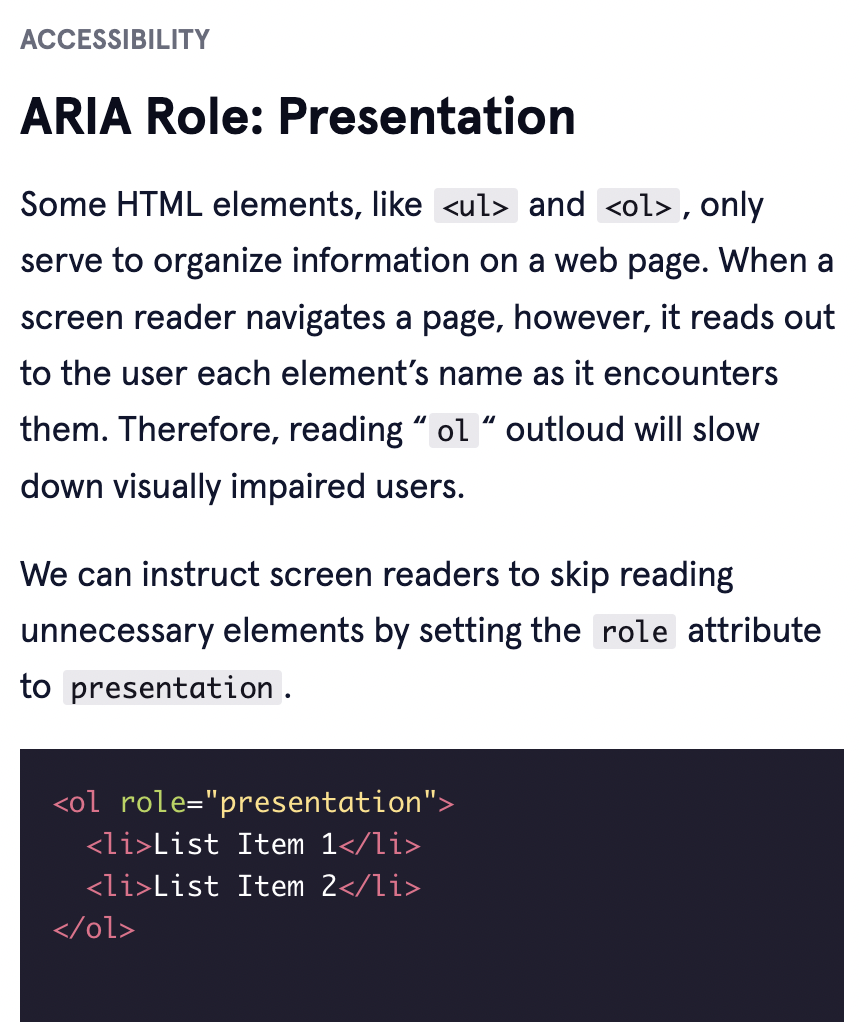 ACCESSIBILITY
ARIA Role: Presentation
Some HTML elements, like <ul> and <ol>, only
serve to organize information on a web page. When a
screen reader navigates a page, however, it reads out
to the user each element’s name as it encounters
them. Therefore, reading “ol“ outloud will slow
down visually impaired users.
We can instruct screen readers to skip reading
unnecessary elements by setting the role attribute
to presentation.
<ol role="presentation">
  <li>List Item 1</li>
  <li>List Item 2</li>
</ol>